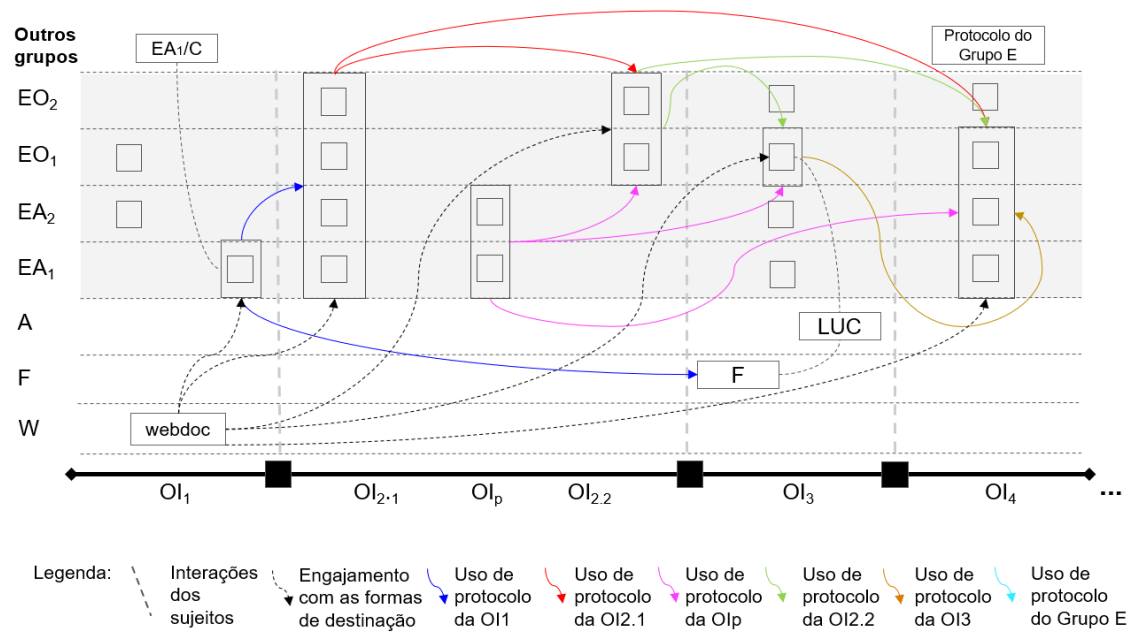 Outros
grupos
EA₁/C
Protocolo do
Grupo E
EO₂
EO₁
EA₂
EA₁
A
LUC
F
F
W
webdoc
OI₁
OI₂.₁
OIₚ
OI₂.₂
OI₃
OI₄
...
Legenda:
Interações
dos
sujeitos
Engajamento
com as formas
de destinação
Uso de
protocolo
da OI1
Uso de
protocolo
da OI2.1
Uso de
protocolo
da OIp
Uso de
protocolo
da OI2.2
Uso de
protocolo
da OI3
Uso de
protocolo
do Grupo E